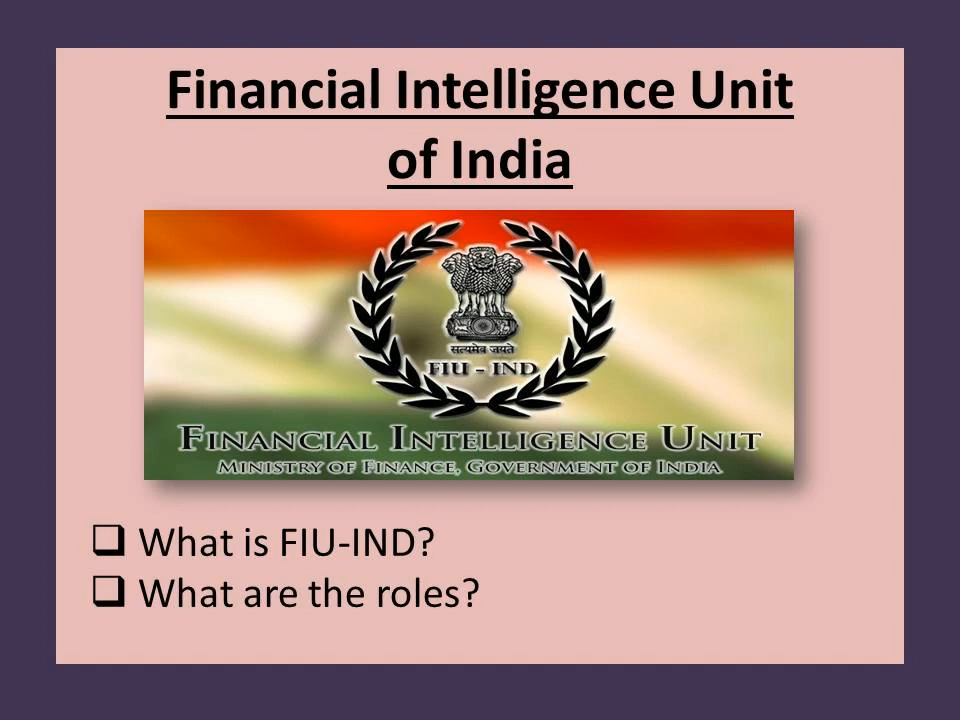 Financial Intelligence Unit
of India
सत्यमेव जयते
FIU - IND
FINANCIAL INTELLIGENCE UNIT
MINISTRY OF FINANCE, GOVERNMENT OF INDIA
What is FIU-IND?
What are the roles?